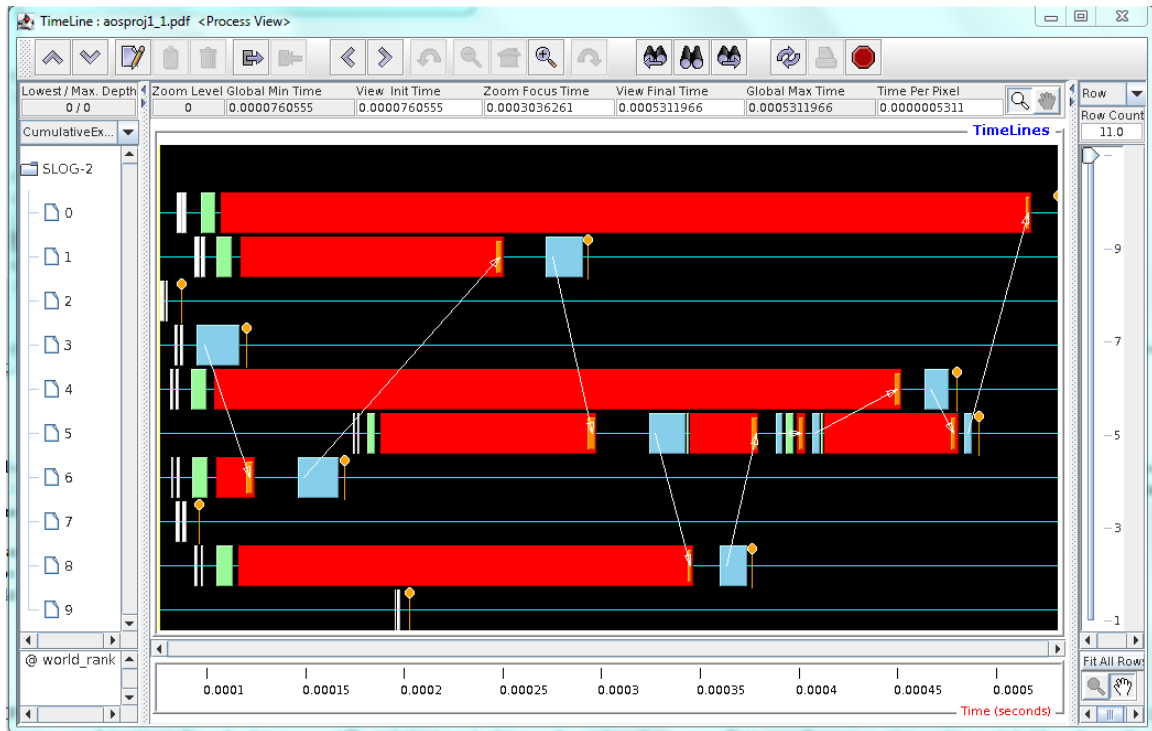 TimeLine : aosproj1_1.pdf <Process View>
Lowest / Max. Depth Zoom Level Global Min Time View Init Time Zoom Focus Time View Final Time Global Max Time Time Per Pixel Row
0 / 0 0 0.0000760555 0.0000760555 0.0003036261 0.0005311966 0.0005311966 0.0000005311 Row Count
CumulativeEx... TimeLines 11.0
SLOG-2
0
1 9
2
3 7
4
5 5
6
7 3
8
9 1
@ world_rank Fit All Rows
0.0001 0.00015 0.0002 0.00025 0.0003 0.00035 0.0004 0.00045 0.0005
Time (seconds)